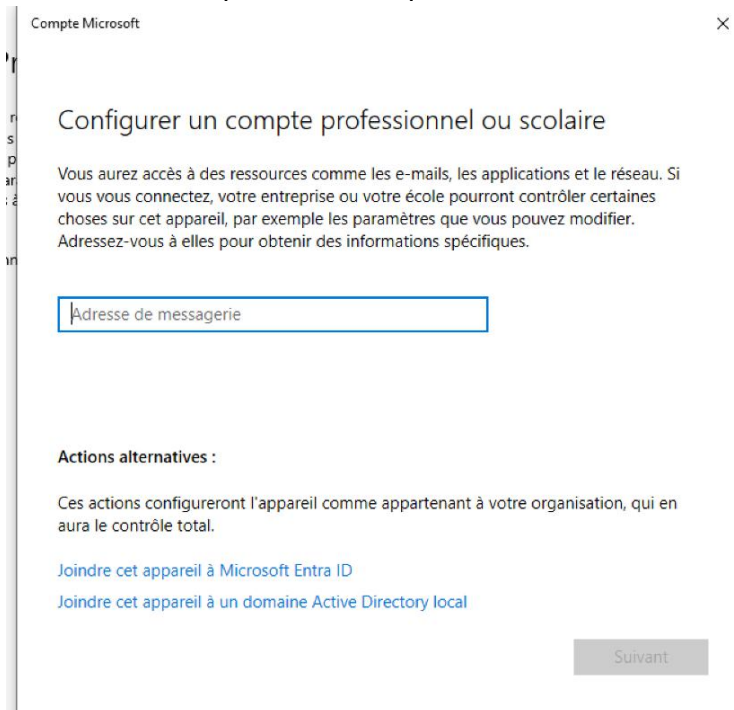 Compte Microsoft
Configurer un compte professionnel ou scolaire
Vous aurez accès à des ressources comme les e-mails, les applications et le réseau. Si
vous vous connectez, votre entreprise ou votre école pourront contrôler certaines
choses sur cet appareil, par exemple les paramètres que vous pouvez modifier.
Adressez-vous à elles pour obtenir des informations spécifiques.
Adresse de messagerie
Actions alternatives :
Ces actions configureront l'appareil comme appartenant à votre organisation, qui en
aura le contrôle total.
Joindre cet appareil à Microsoft Entra ID
Joindre cet appareil à un domaine Active Directory local
Suivant